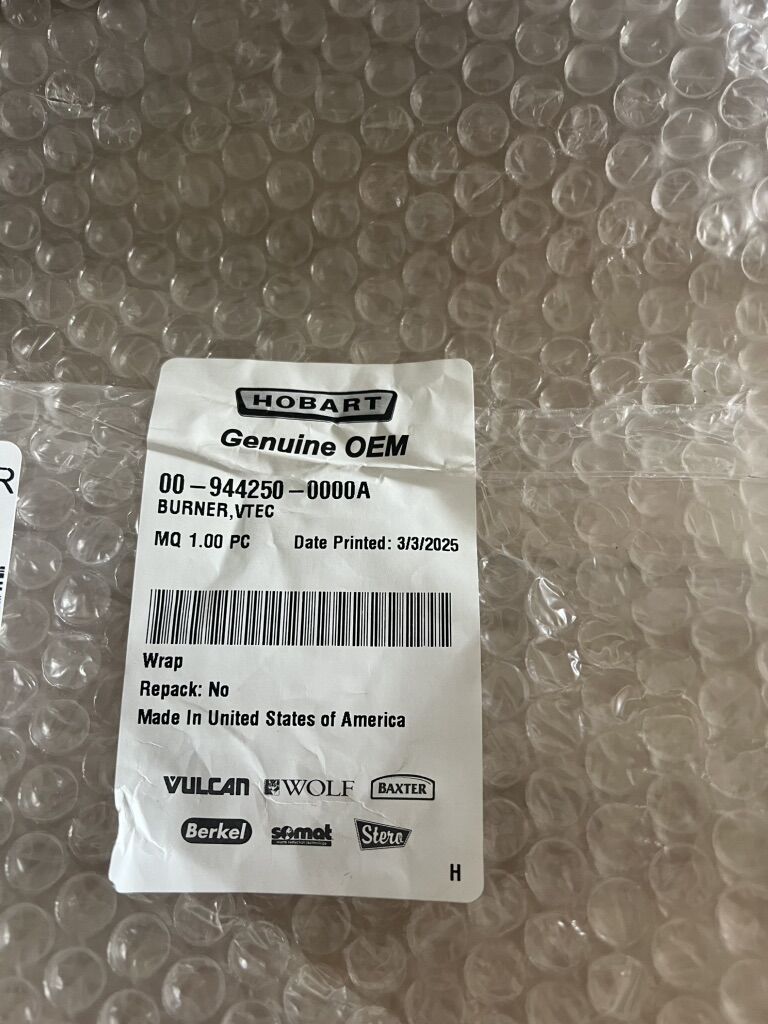 HOBART
Genuine OEM
00-944250-0000A
BURNER,VTEC
MQ 1.00 PC Date Printed: 3/3/2025
Wrap
Repack: No
Made In United States of America
VULCAN WOLF BAXTER
Berkel somat Stero
H
R